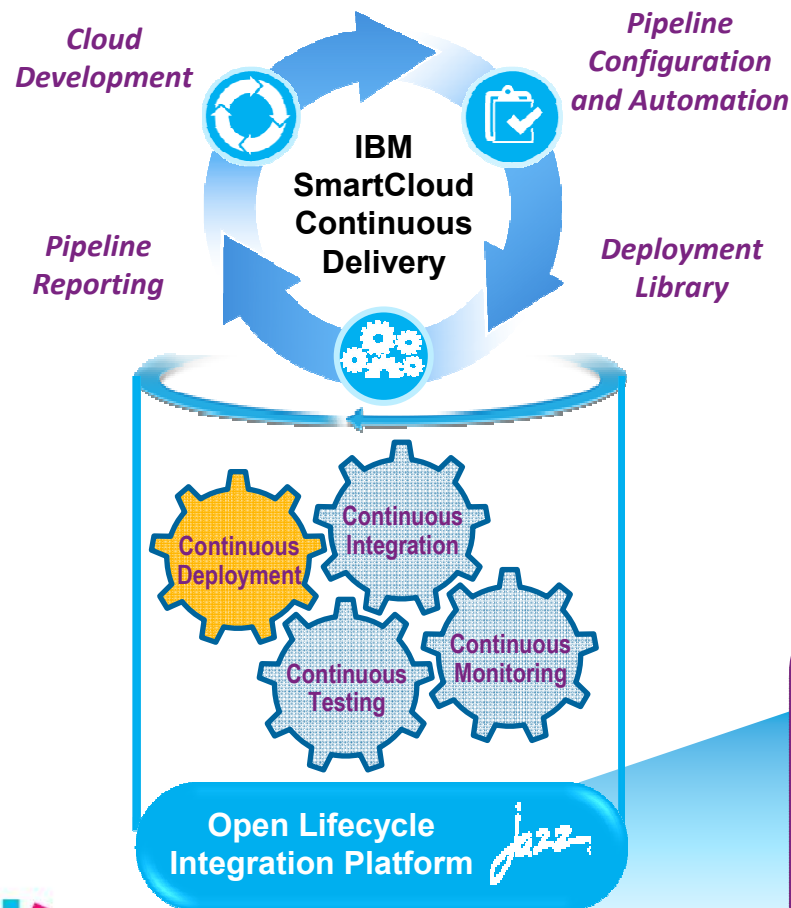 Cloud
Development
Pipeline
Configuration
and Automation
IBM
SmartCloud
Continuous
Delivery
Pipeline
Reporting
Deployment
Library
Continuous
Deployment
Continuous
Integration
Continuous
Testing
Continuous
Monitoring
Open Lifecycle
Integration Platform
jazz